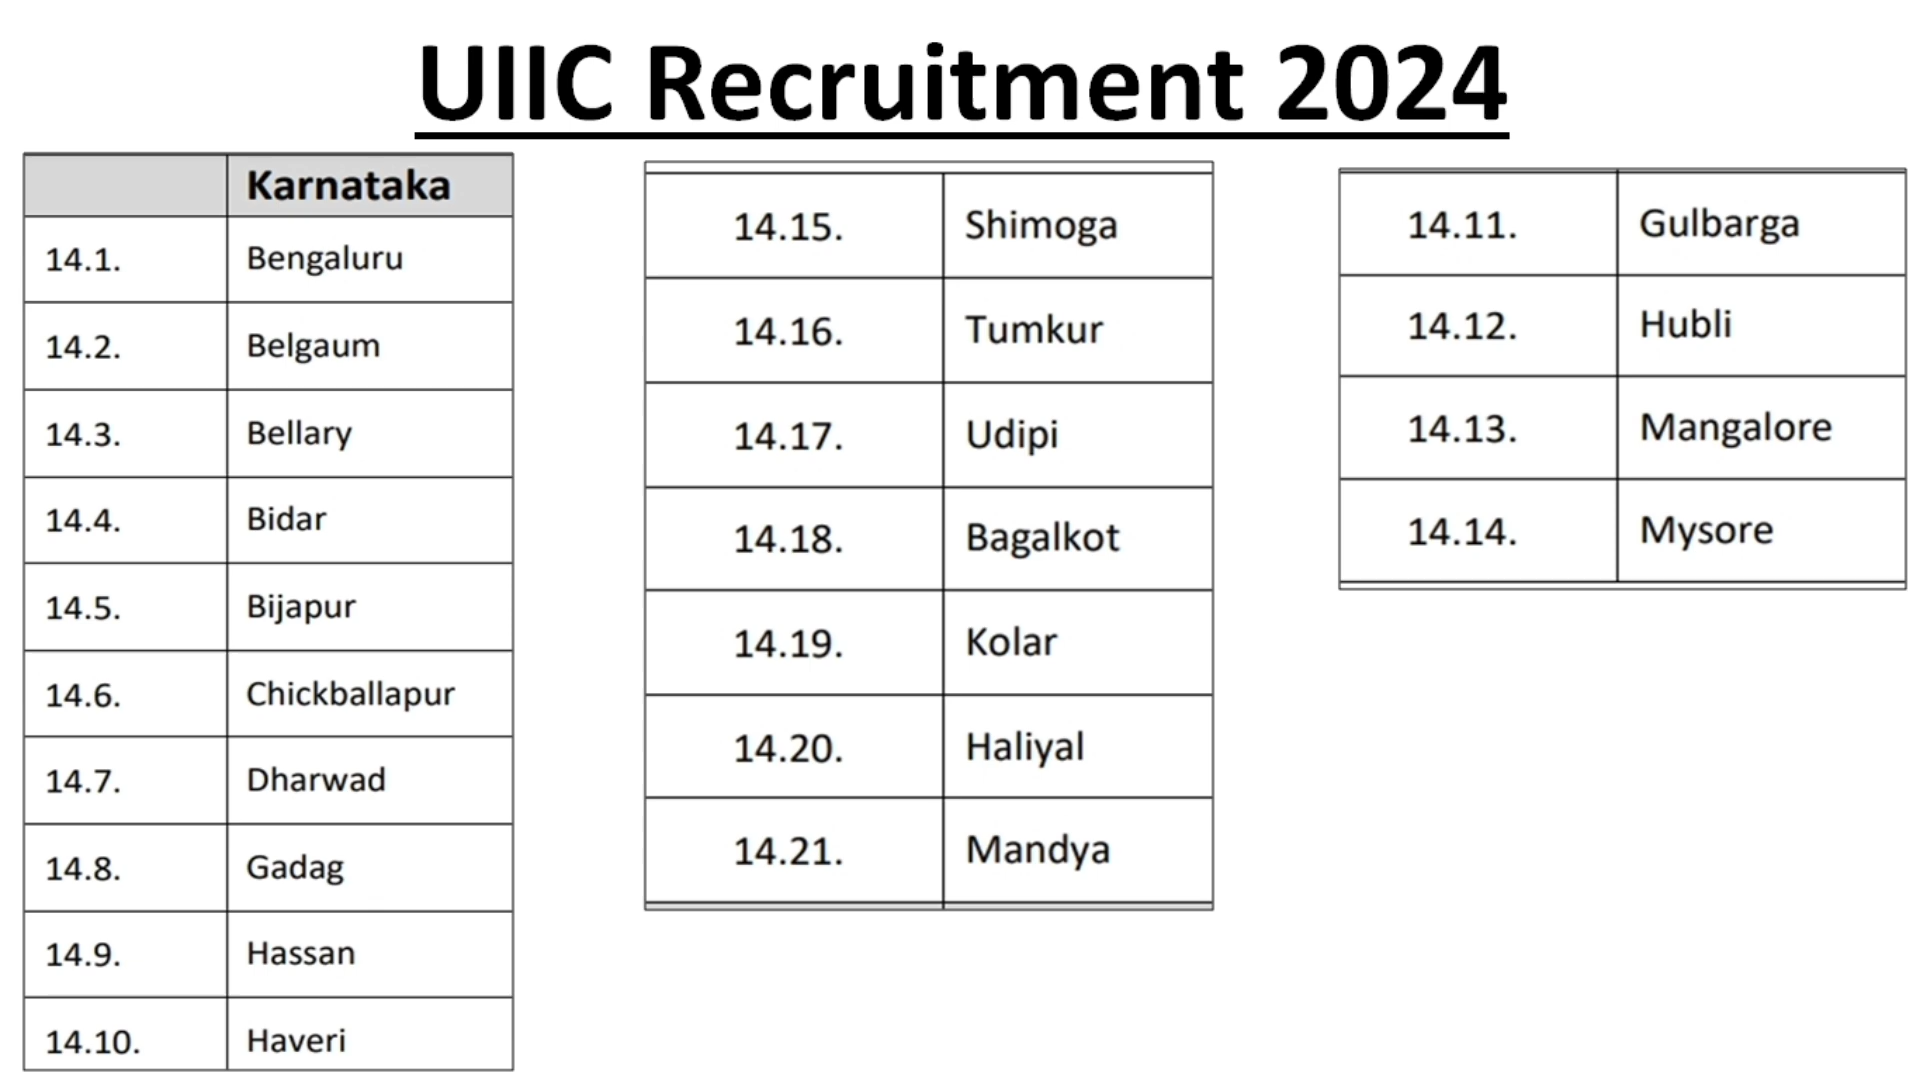 UIIC Recruitment 2024
Karnataka
14.1. Bengaluru
14.2. Belgaum
14.3. Bellary
14.4. Bidar
14.5. Bijapur
14.6. Chickballapur
14.7. Dharwad
14.8. Gadag
14.9. Hassan
14.10. Haveri
14.15. Shimoga
14.16. Tumkur
14.17. Udipi
14.18. Bagalkot
14.19. Kolar
14.20. Haliyal
14.21. Mandya
14.11. Gulbarga
14.12. Hubli
14.13. Mangalore
14.14. Mysore